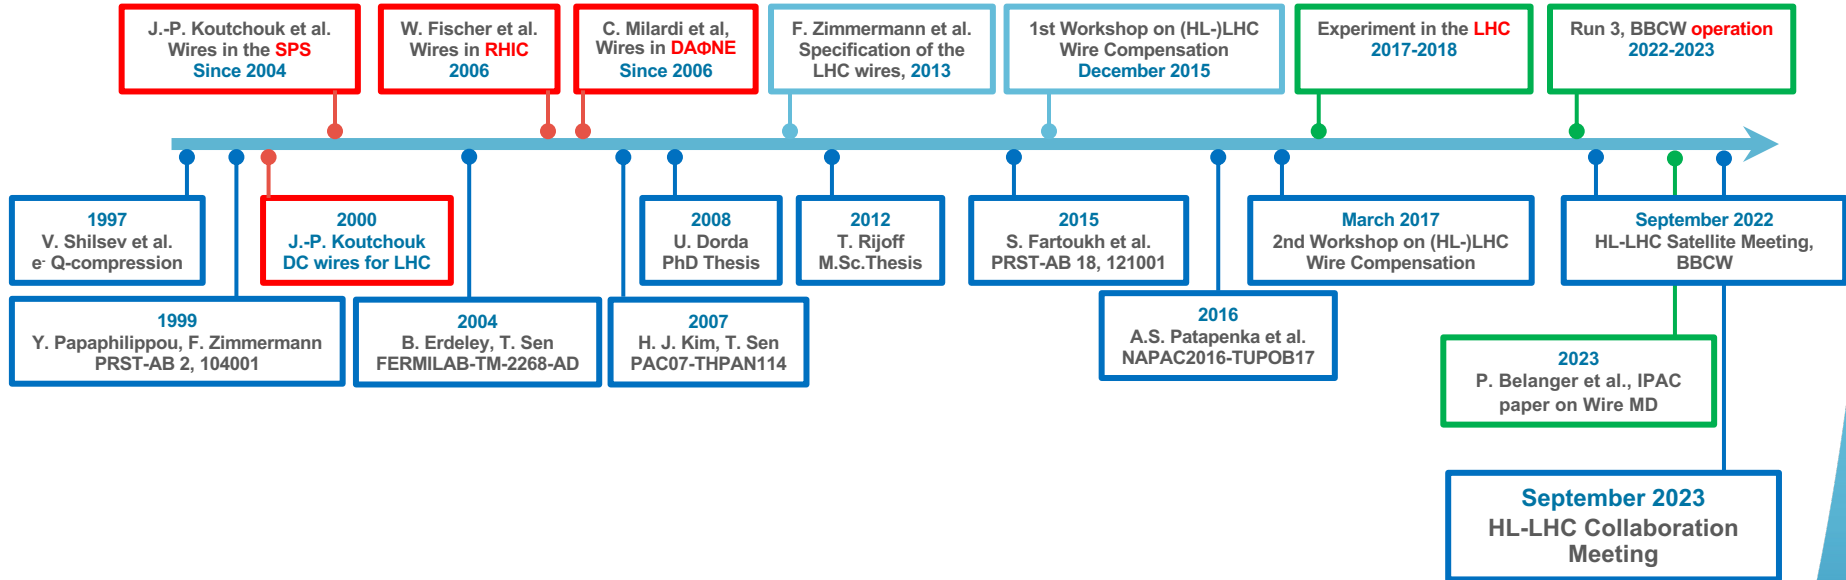 J.-P. Koutchouk et al.
Wires in the SPS
Since 2004
W. Fischer et al.
Wires in RHIC
2006
C. Milardi et al,
Wires in DAΦNE
Since 2006
F. Zimmermann et al.
Specification of the
LHC wires, 2013
1st Workshop on (HL-)LHC
Wire Compensation
December 2015
Experiment in the LHC
2017-2018
Run 3, BBCW operation
2022-2023
1997
V. Shilsev et al.
e- Q-compression
2000
J.-P. Koutchouk
DC wires for LHC
2008
U. Dorda
PhD Thesis
2012
T. Rijoff
M.Sc.Thesis
2015
S. Fartoukh et al.
PRST-AB 18, 121001
March 2017
2nd Workshop on (HL-)LHC
Wire Compensation
September 2022
HL-LHC Satellite Meeting,
BBCW
1999
Y. Papaphilippou, F. Zimmermann
PRST-AB 2, 104001
2004
B. Erdeley, T. Sen
FERMILAB-TM-2268-AD
2007
H. J. Kim, T. Sen
PAC07-THPAN114
2016
A.S. Patapenka et al.
NAPAC2016-TUPOB17
2023
P. Belanger et al., IPAC
paper on Wire MD
September 2023
HL-LHC Collaboration
Meeting